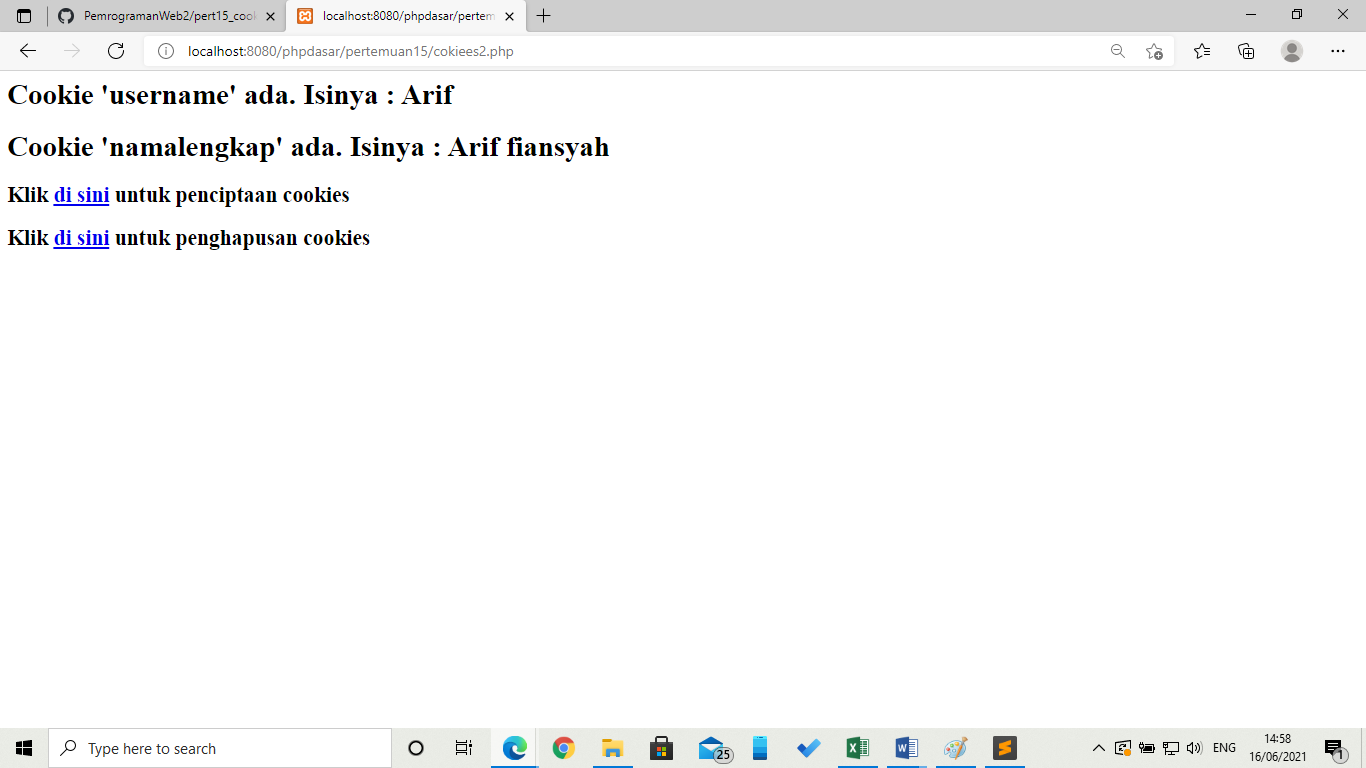 PemrogramanWeb2/pert15_cook
localhost:8080/phpdasar/pertem
localhost:8080/phpdasar/pertemuan15/cokiees2.php
Cookie 'username' ada. Isinya : Arif
Cookie 'namalengkap' ada. Isinya : Arif fiansyah
Klik di sini untuk penciptaan cookies
Klik di sini untuk penghapusan cookies
Type here to search
25
ENG
14:58
16/06/2021
1